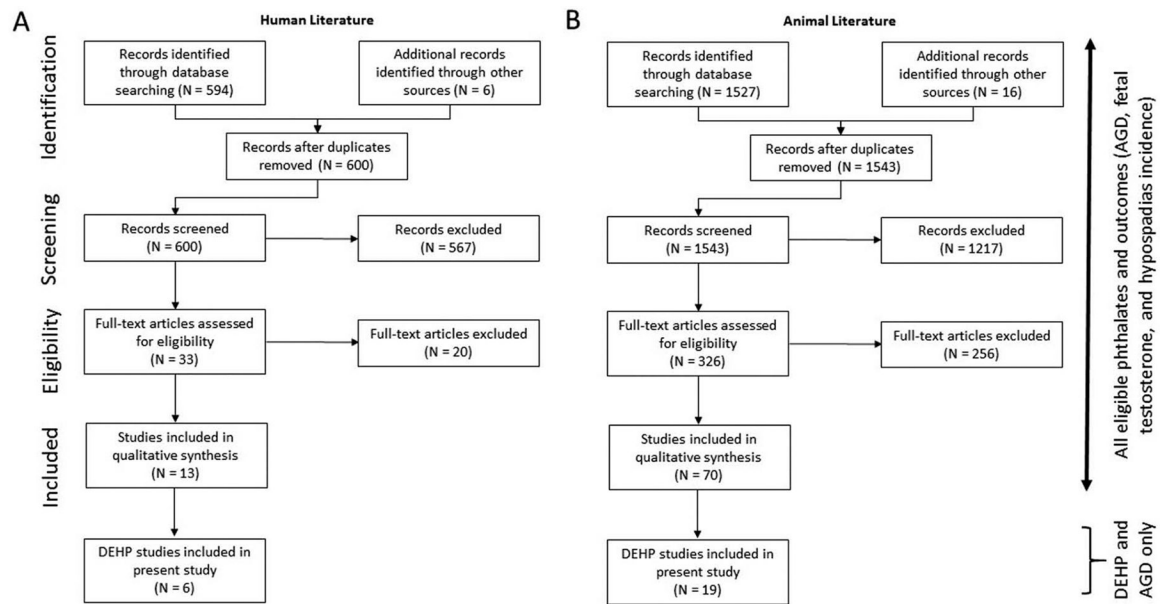 A
Human Literature
Identification
Records identified
through database
searching (N = 594)
Additional records
identified through other
sources (N = 6)
Records after duplicates
removed (N = 600)
Screening
Records screened
(N = 600)
Records excluded
(N = 567)
Eligibility
Full-text articles assessed
for eligibility
(N = 33)
Full-text articles excluded
(N = 20)
Included
Studies included in
qualitative synthesis
(N = 13)
DEHP studies included in
present study
(N = 6)
B
Animal Literature
Records identified
through database
searching (N = 1527)
Additional records
identified through other
sources (N = 16)
Records after duplicates
removed (N = 1543)
Records screened
(N = 1543)
Records excluded
(N = 1217)
Full-text articles assessed
for eligibility
(N = 326)
Full-text articles excluded
(N = 256)
Studies included in
qualitative synthesis
(N = 70)
DEHP studies included in
present study
(N = 19)
All eligible phthalates and outcomes (AGD, fetal
testosterone, and hypospadias incidence)
DEHP and
AGD only